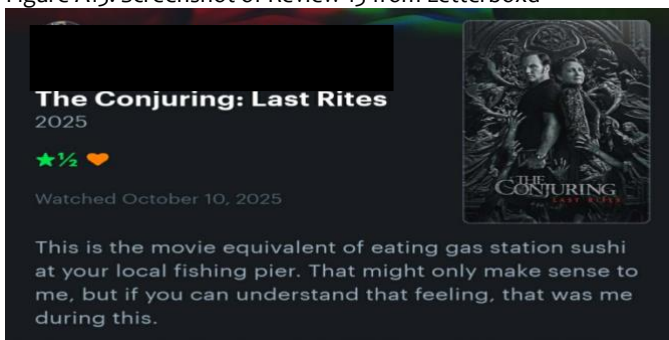 Figure A15. Screenshot of Review 15 from Letterboxd
The Conjuring: Last Rites
2025
★½ 🧡
Watched October 10, 2025
THE
CONJURING
LAST RITES
This is the movie equivalent of eating gas station sushi
at your local fishing pier. That might only make sense to
me, but if you can understand that feeling, that was me
during this.